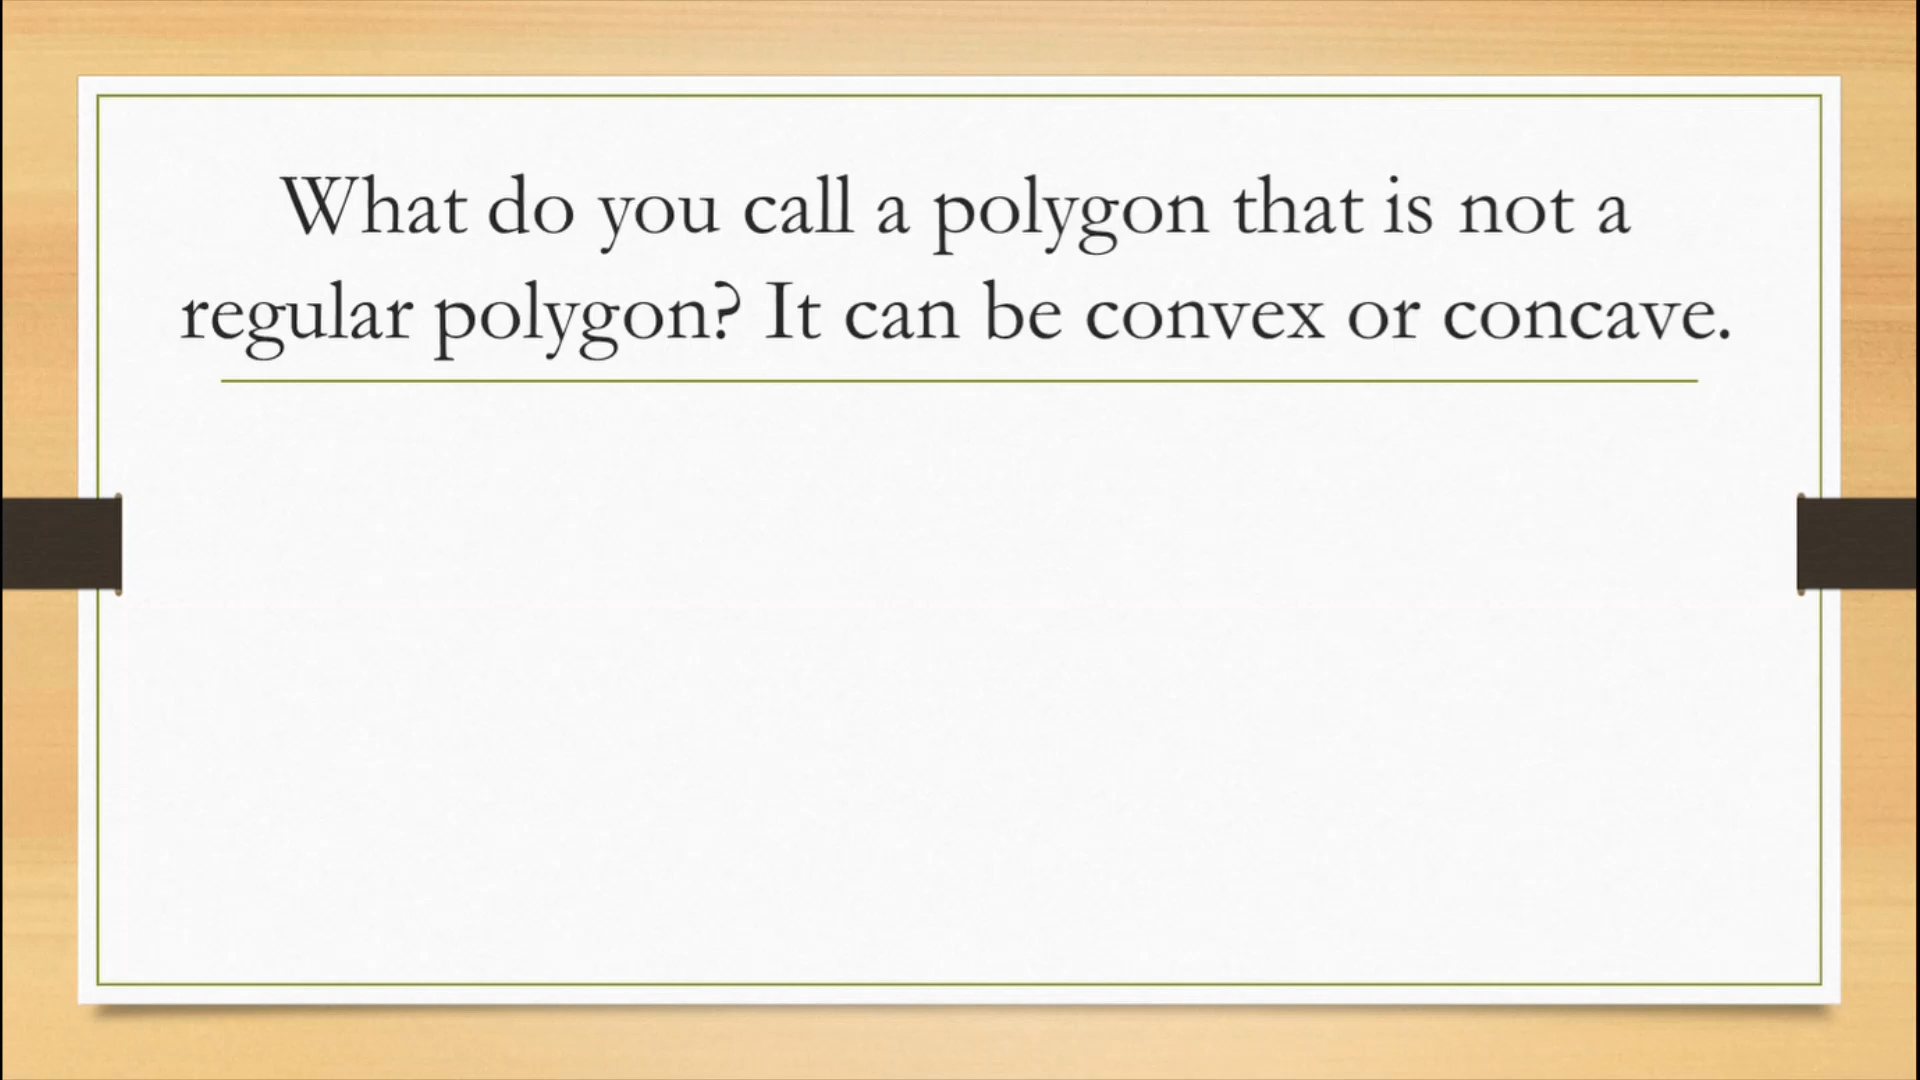 What do you call a polygon that is not a
regular polygon? It can be convex or concave.